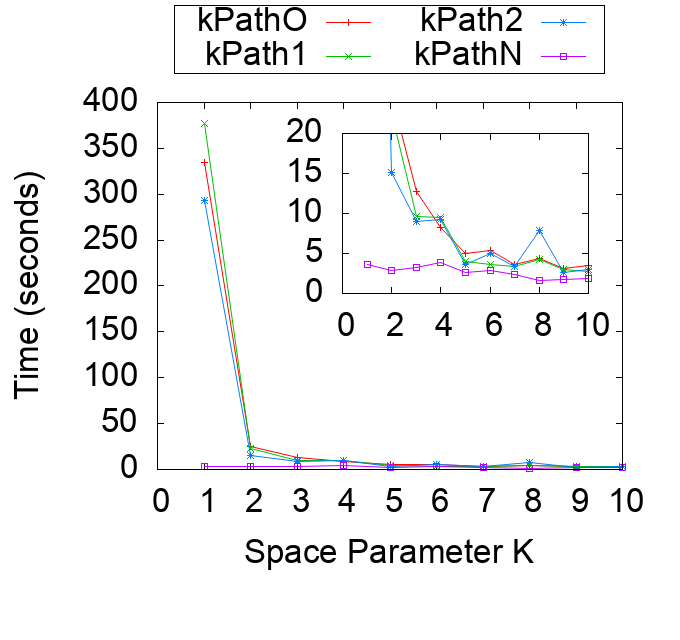 kPathO kPath2
kPath1 kPathN
400
350
300
250
200
150
100
50
0
20
15
10
5
0
0 2 4 6 8 10
0 1 2 3 4 5 6 7 8 9 10
Time (seconds)
Space Parameter K